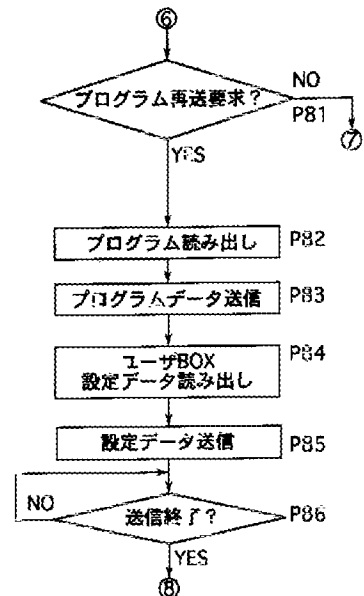 ⑥
プログラム再送要求？
NO
P81
⑦
YES
プログラム読み出し
P82
プログラムデータ送信
P83
ユーザBOX
設定データ読み出し
P84
設定データ送信
P85
NO
送信終了？
P86
YES
⑧